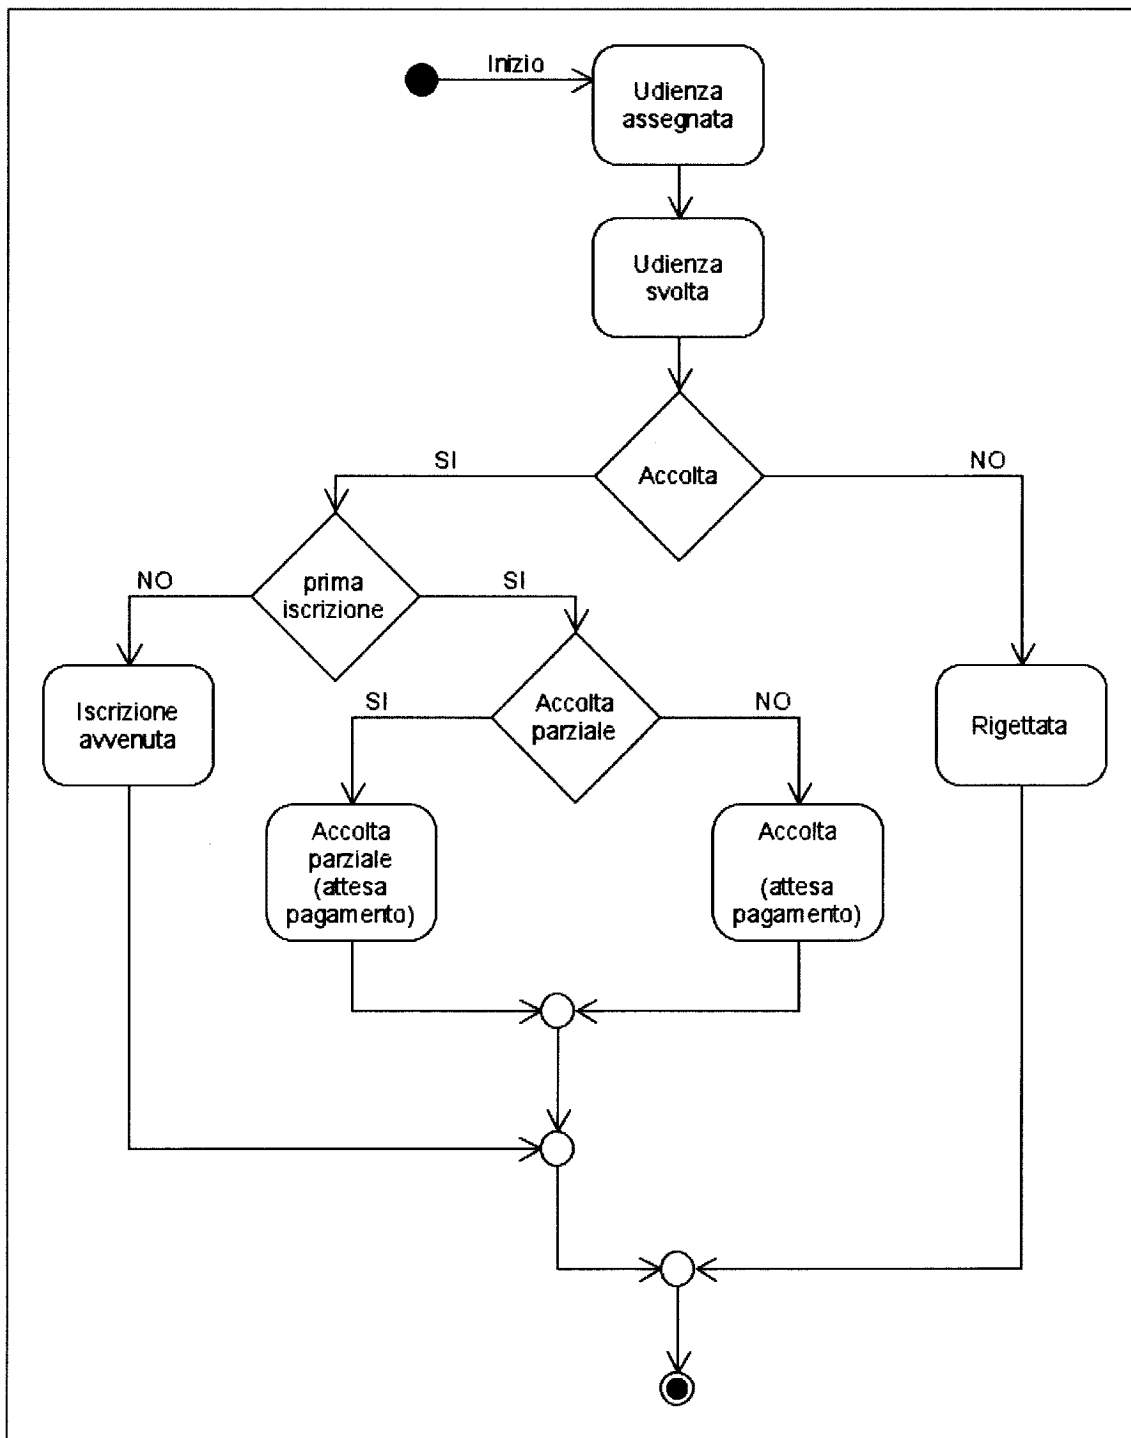 Inizio
Udienza
assegnata
Udienza
svolta
Accolta
SI
NO
prima
iscrizione
NO
SI
Iscrizione
avvenuta
Accolta
parziale
SI
NO
Rigettata
Accolta
parziale
(attesa
pagamento)
Accolta
(attesa
pagamento)